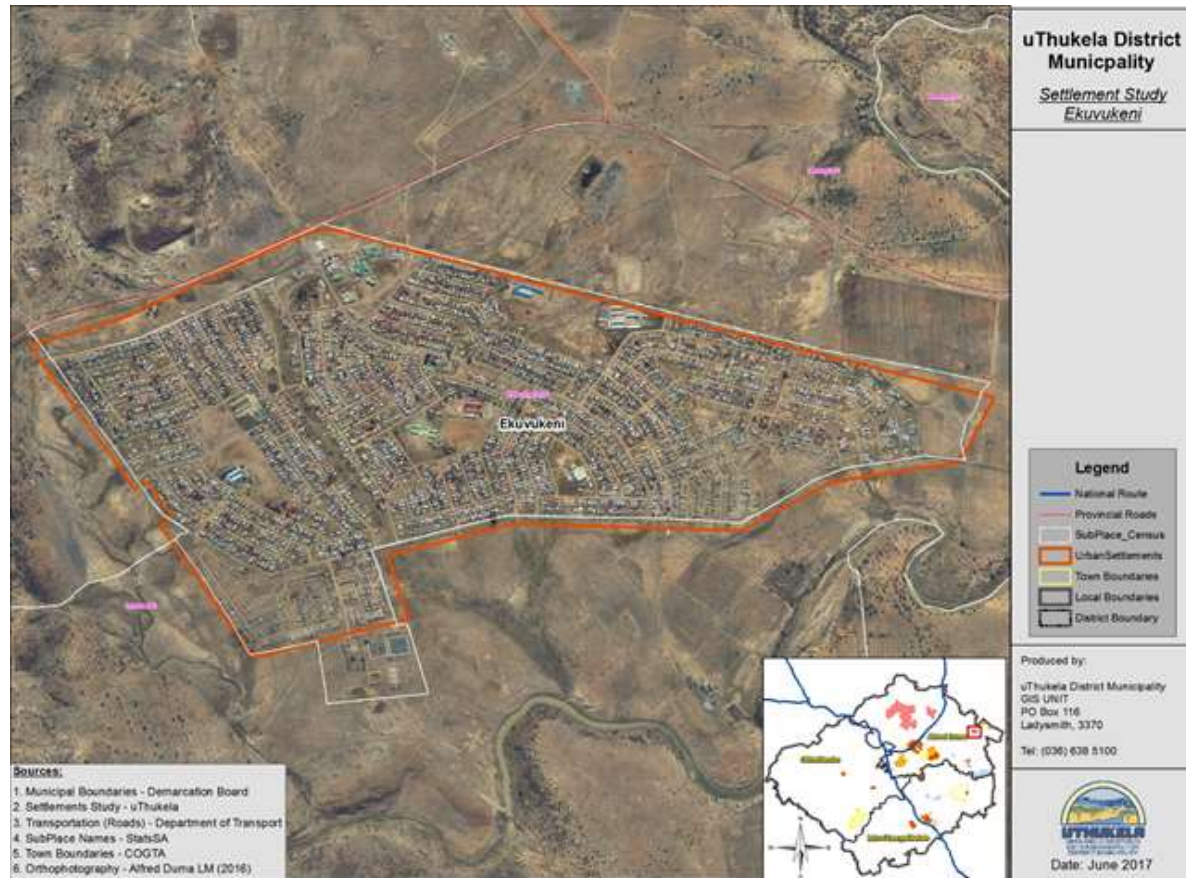 uThukela District
Municpality
Settlement Study
Ekuvukeni
Ekuvukeni
Legend
National Route
Provincial Roads
SubPlace_Census
UrbanSettlements
Town Boundaries
Local Boundaries
District Boundary
Produced by:
uThukela District Municipality
GIS UNIT
PO Box 116
Ladysmith, 3370
Tel: (036) 638 5100
Sources:
1. Municipal Boundaries - Demarcation Board
2. Settlements Study - uThukela
3. Transportation (Roads) - Department of Transport
4. SubPlace Names - StatsSA
5. Town Boundaries - COGTA
6. Orthophotography - Alfred Duma LM (2016)
UTHUKELA
Date: June 2017